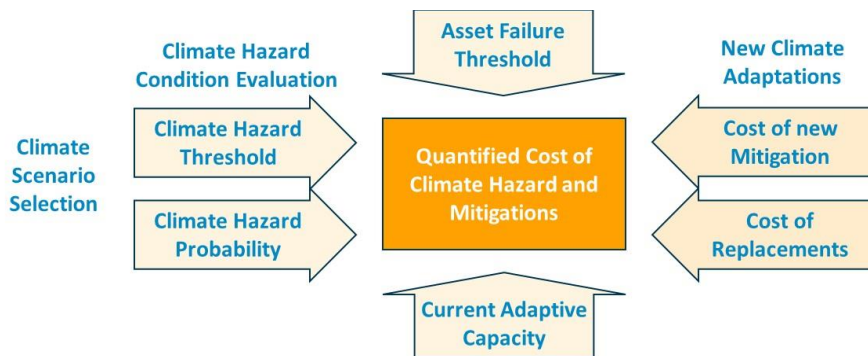 Climate
Scenario
Selection
Climate Hazard
Condition Evaluation
Climate Hazard
Threshold
Climate Hazard
Probability
Asset Failure
Threshold
Quantified Cost of
Climate Hazard and
Mitigations
Current Adaptive
Capacity
New Climate
Adaptations
Cost of new
Mitigation
Cost of
Replacements